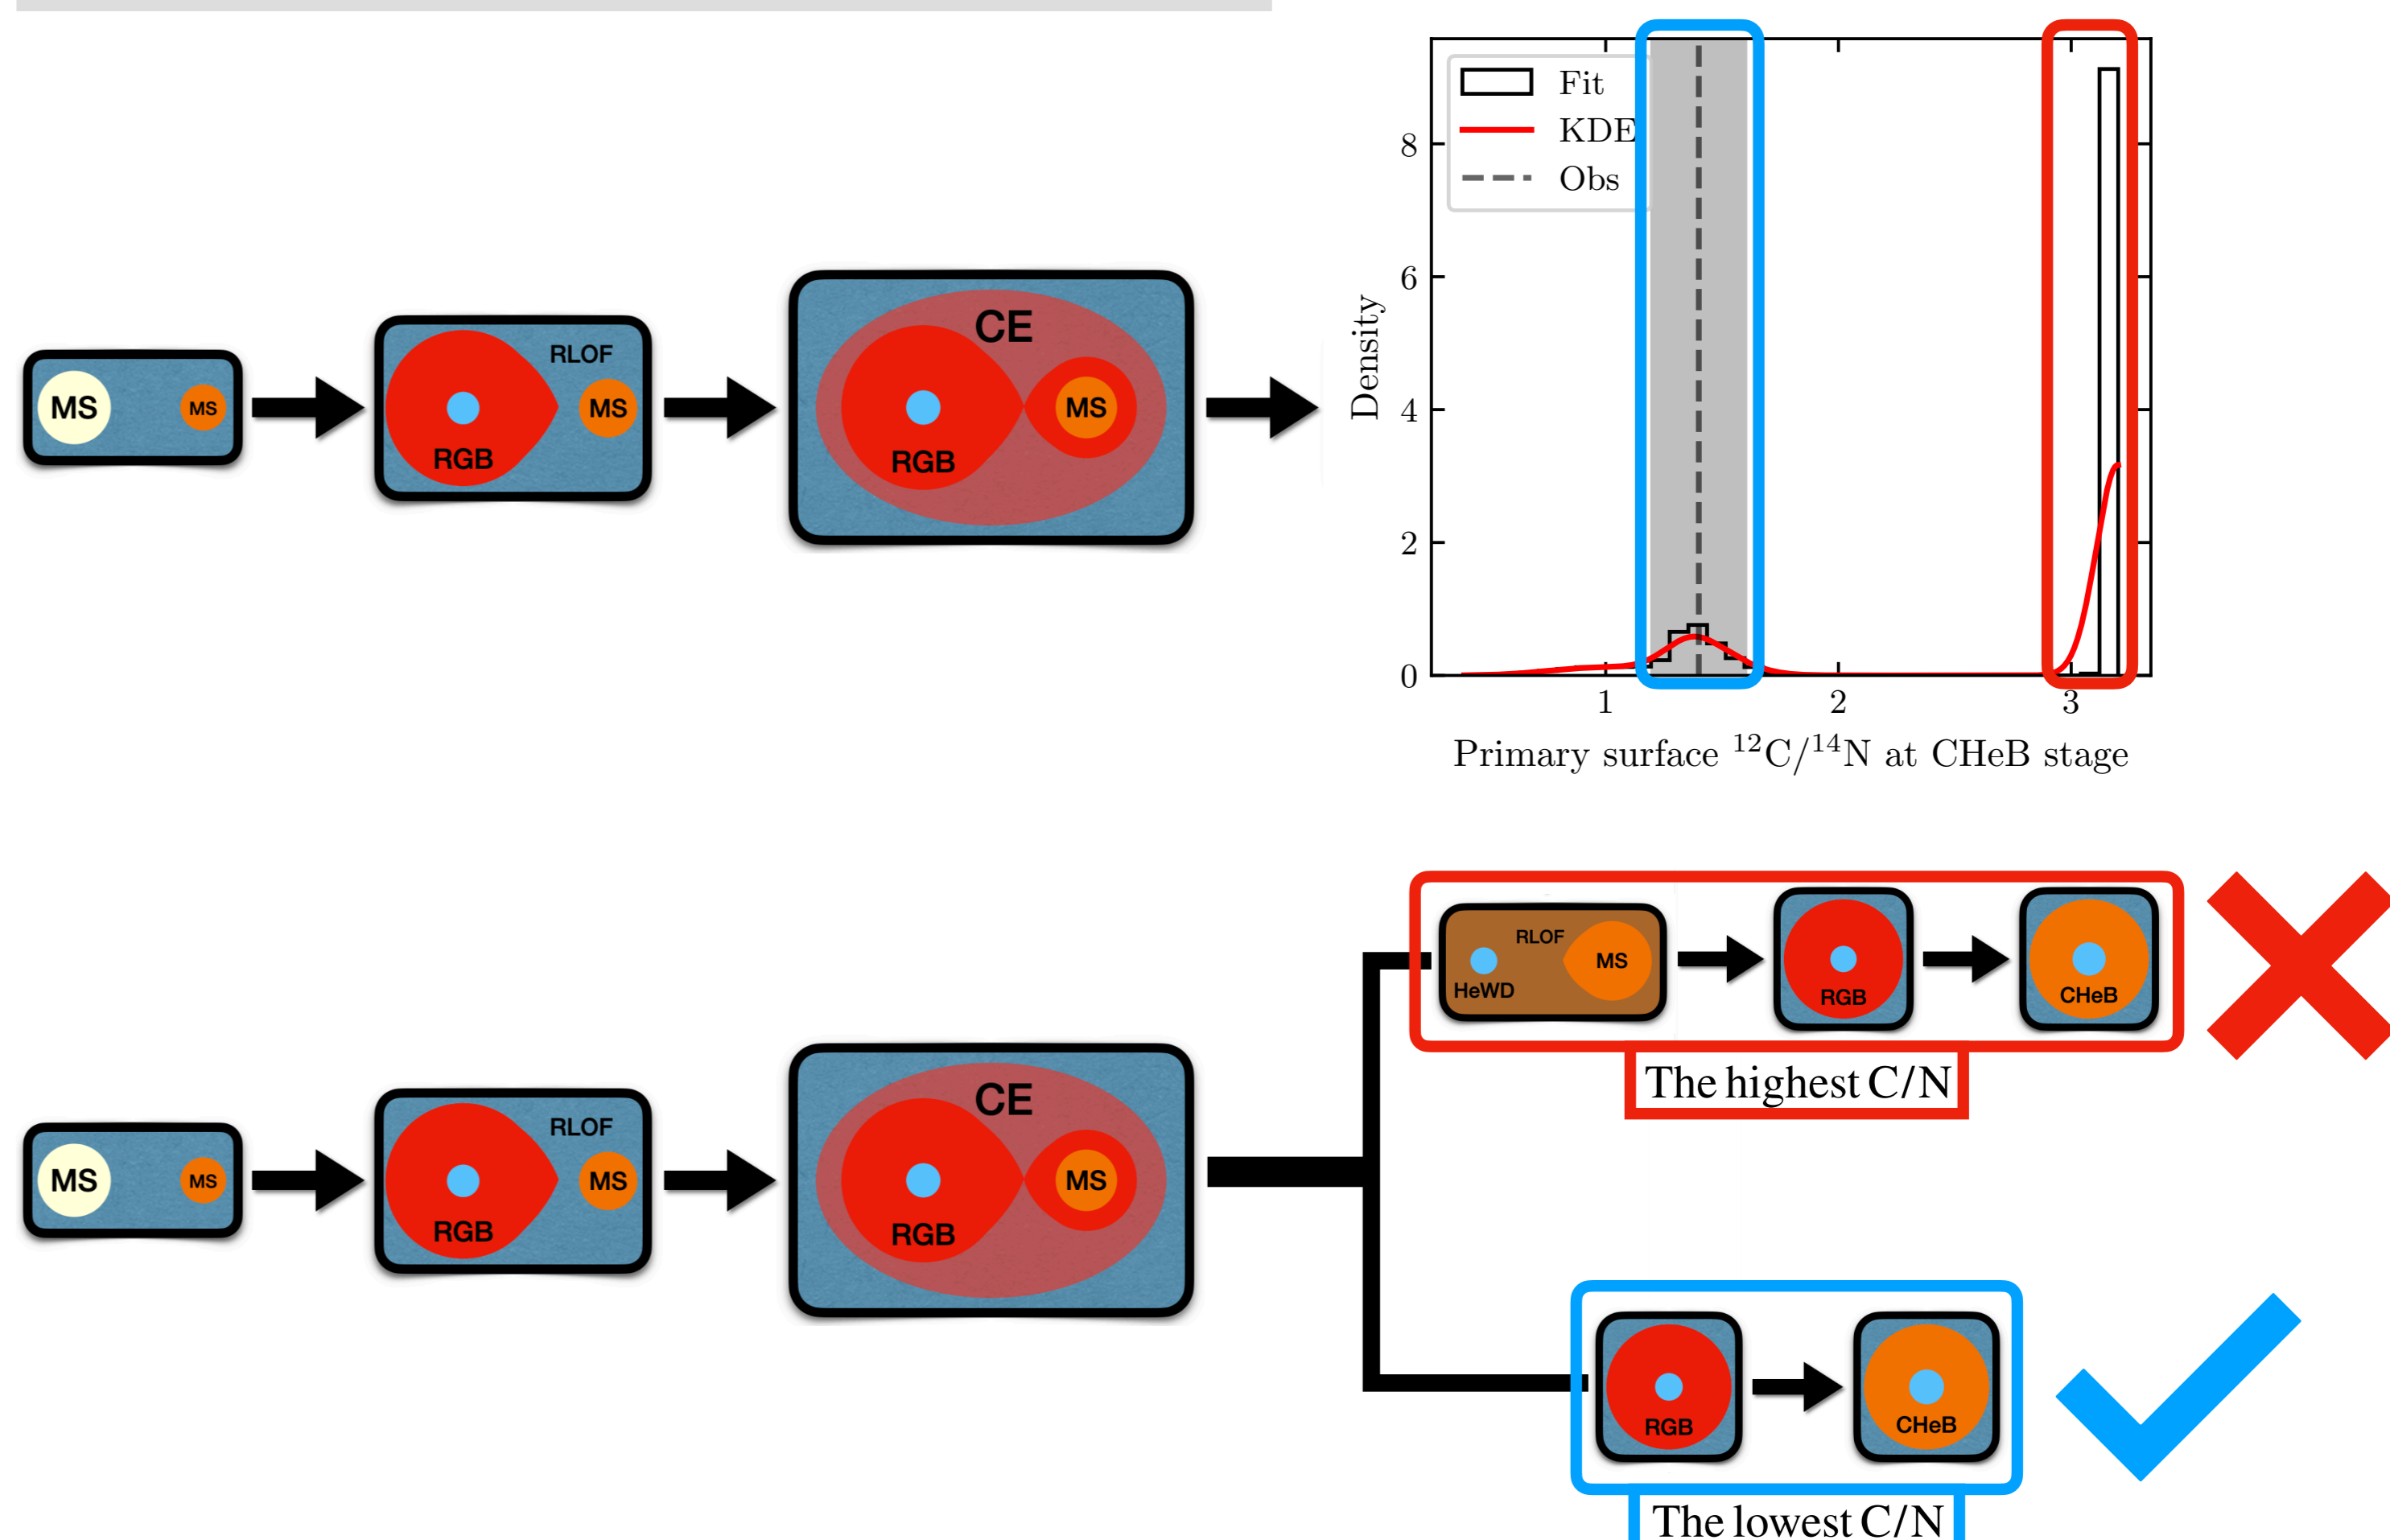 Fit
KDE
Obs
8
6
4
2
0
Density
1 2 3
Primary surface ¹²C/¹⁴N at CHeB stage
MS MS
RLOF
MS
RGB
CE
MS
RGB
RLOF
MS
HeWD
RGB
CHeB
The highest C/N
MS MS
RLOF
MS
RGB
CE
MS
RGB
RGB
CHeB
The lowest C/N